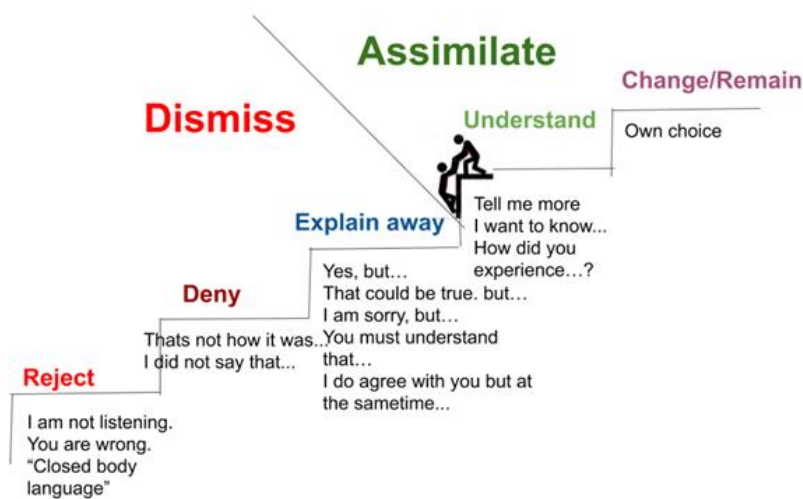 Assimilate
Change/Remain
Dismiss
Understand
Own choice
Tell me more
I want to know...
How did you
experience…?
Explain away
Yes, but…
That could be true. but…
I am sorry, but…
You must understand
that…
I do agree with you but at
the sametime...
Deny
Thats not how it was...
I did not say that...
Reject
I am not listening.
You are wrong.
“Closed body
language”